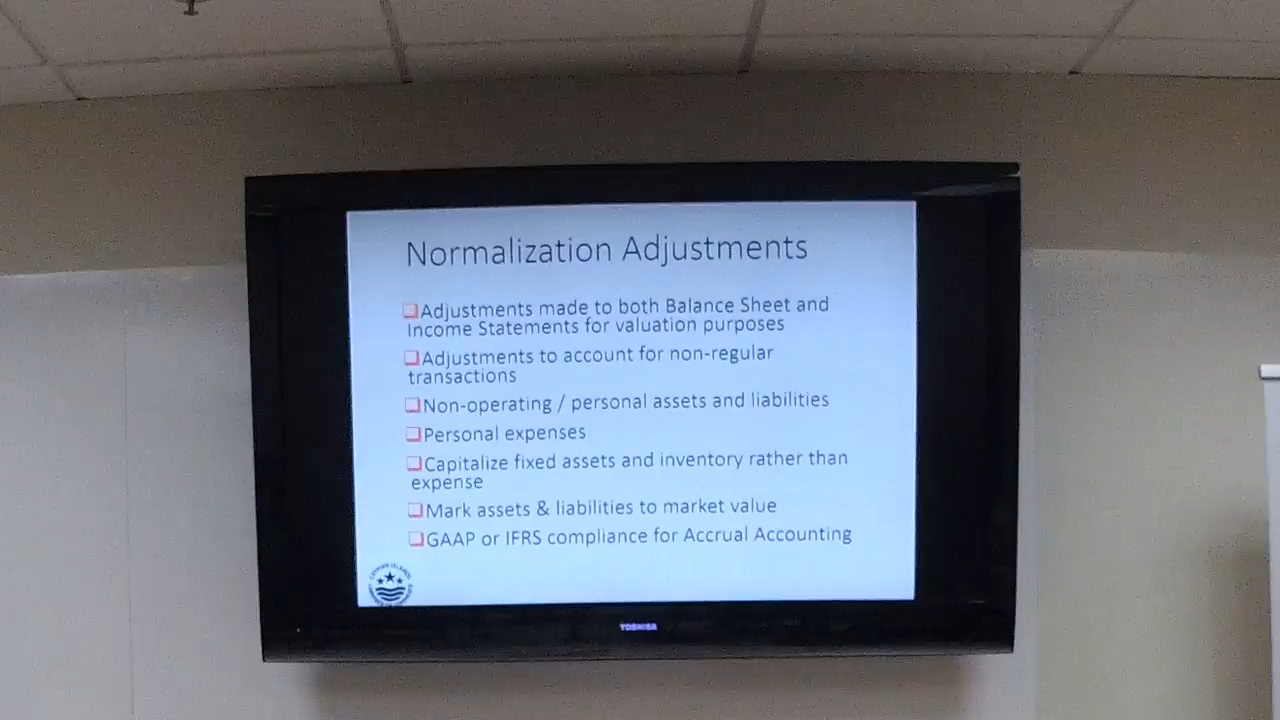 Normalization Adjustments
❑Adjustments made to both Balance Sheet and
Income Statements for valuation purposes
❑Adjustments to account for non-regular
transactions
❑Non-operating / personal assets and liabilities
❑Personal expenses
❑Capitalize fixed assets and inventory rather than
expense
❑Mark assets & liabilities to market value
❑GAAP or IFRS compliance for Accrual Accounting
CAYMAN ISLANDS
TOSHIBA